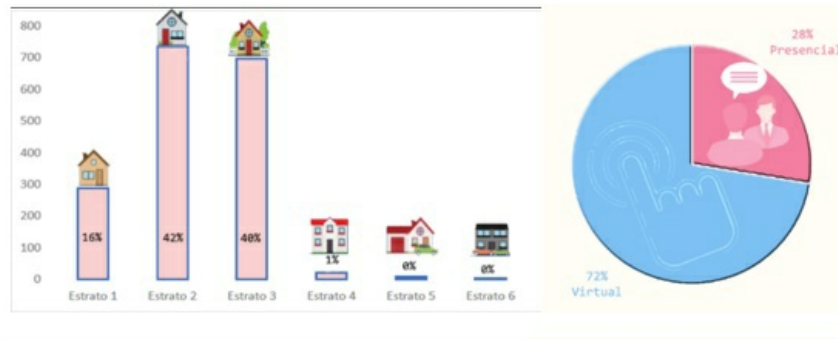 800
700
600
500
400
300
200
100
0
16%
42%
40%
1%
0%
0%
Estrato 1
Estrato 2
Estrato 3
Estrato 4
Estrato 5
Estrato 6
28%
Presencial
72%
Virtual